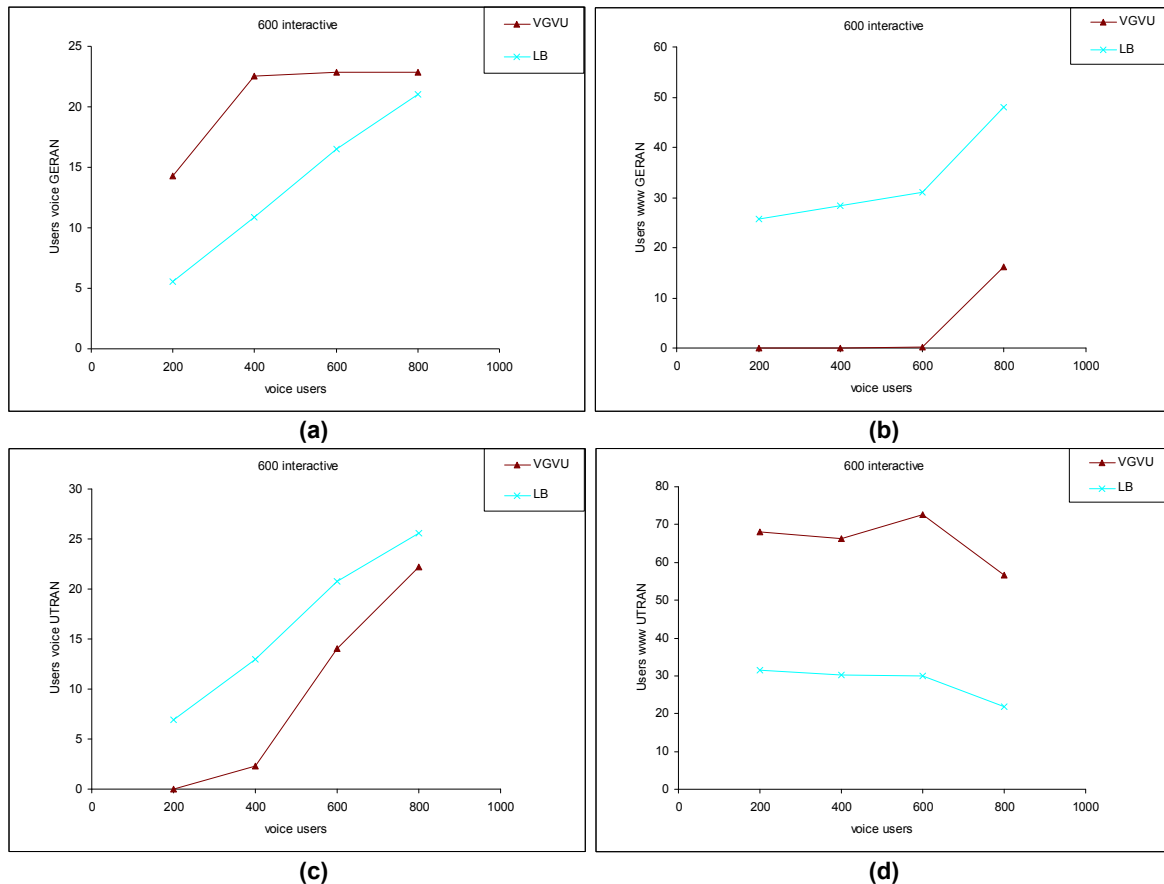 600 interactive
VGVU
LB
Users voice GERAN
25
20
15
10
5
0
0 200 400 600 800 1000
voice users
(a)
600 interactive
VGVU
LB
Users www GERAN
60
50
40
30
20
10
0
0 200 400 600 800 1000
voice users
(b)
600 interactive
VGVU
LB
Users voice UTRAN
30
25
20
15
10
5
0
0 200 400 600 800 1000
voice users
(c)
600 interactive
VGVU
LB
Users www UTRAN
80
70
60
50
40
30
20
10
0
0 200 400 600 800 1000
voice users
(d)